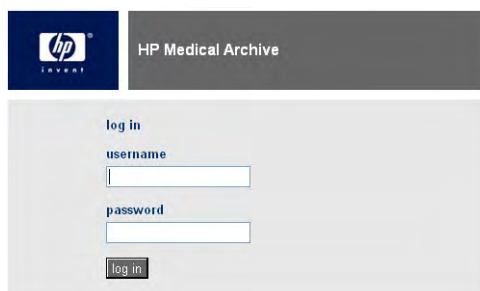 hp
invent
HP Medical Archive
log in
username
password
log in